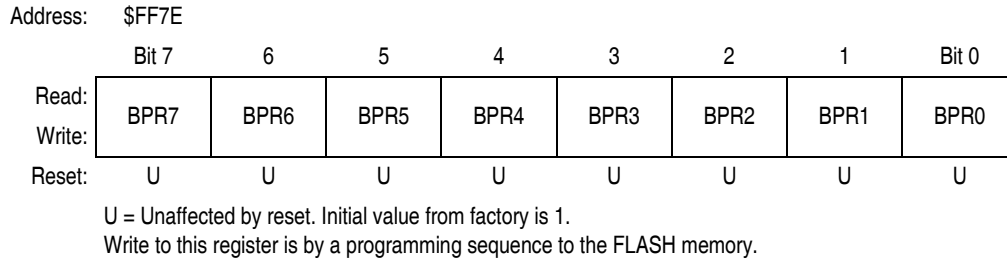 Address: $FF7E
Bit 7 6 5 4 3 2 1 Bit 0
Read:
BPR7 BPR6 BPR5 BPR4 BPR3 BPR2 BPR1 BPR0
Write:
Reset: U U U U U U U U
U = Unaffected by reset. Initial value from factory is 1.
Write to this register is by a programming sequence to the FLASH memory.